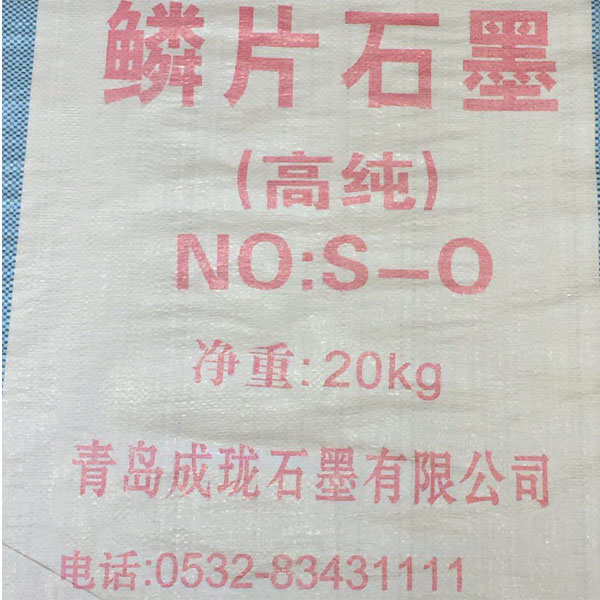 鳞片石墨
(高纯)
NO:S-O
净重:20kg
青岛成珑石墨有限公司
电话:0532-83431111